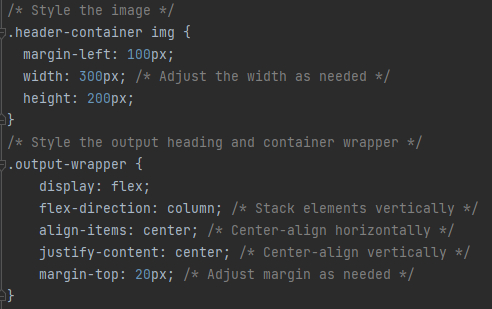 /* Style the image */
.header-container img {
  margin-left: 100px;
  width: 300px; /* Adjust the width as needed */
  height: 200px;
}
/* Style the output heading and container wrapper */
.output-wrapper {
    display: flex;
    flex-direction: column; /* Stack elements vertically */
    align-items: center; /* Center-align horizontally */
    justify-content: center; /* Center-align vertically */
    margin-top: 20px; /* Adjust margin as needed */
}